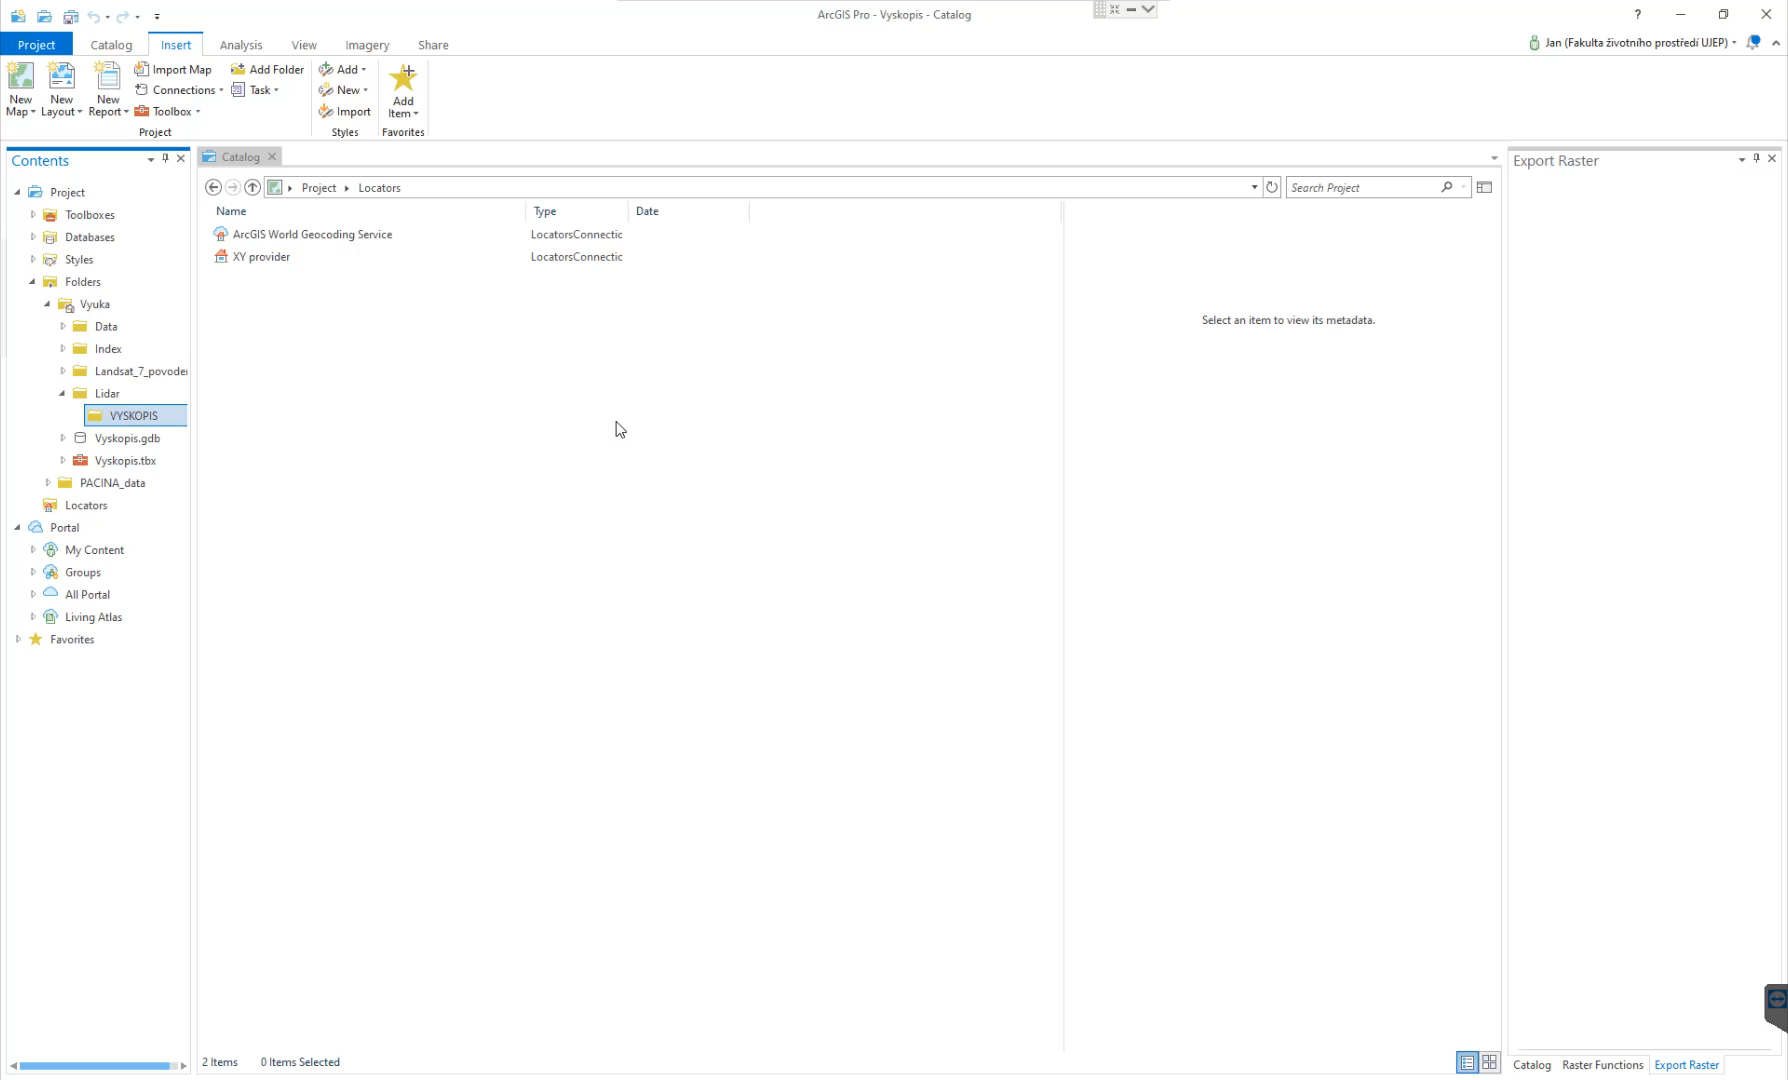 ArcGIS Pro - Vyskopis - Catalog
?
Project
Catalog
Insert
Analysis
View
Imagery
Share
Jan (Fakulta životního prostředí UJEP)
New Map
New Layout
New Report
Import Map
Connections
Toolbox
Add Folder
Task
Project
Add
New
Import
Styles
Add Item
Favorites
Contents
Project
Toolboxes
Databases
Styles
Folders
Vyuka
Data
Index
Landsat_7_povoder
Lidar
VYSKOPIS
Vyskopis.gdb
Vyskopis.tbx
PACINA_data
Locators
Portal
My Content
Groups
All Portal
Living Atlas
Favorites
Catalog
Project
Locators
Search Project
Name
Type
Date
ArcGIS World Geocoding Service
LocatorsConnectic
XY provider
LocatorsConnectic
Select an item to view its metadata.
2 Items
0 Items Selected
Export Raster
Catalog
Raster Functions
Export Raster